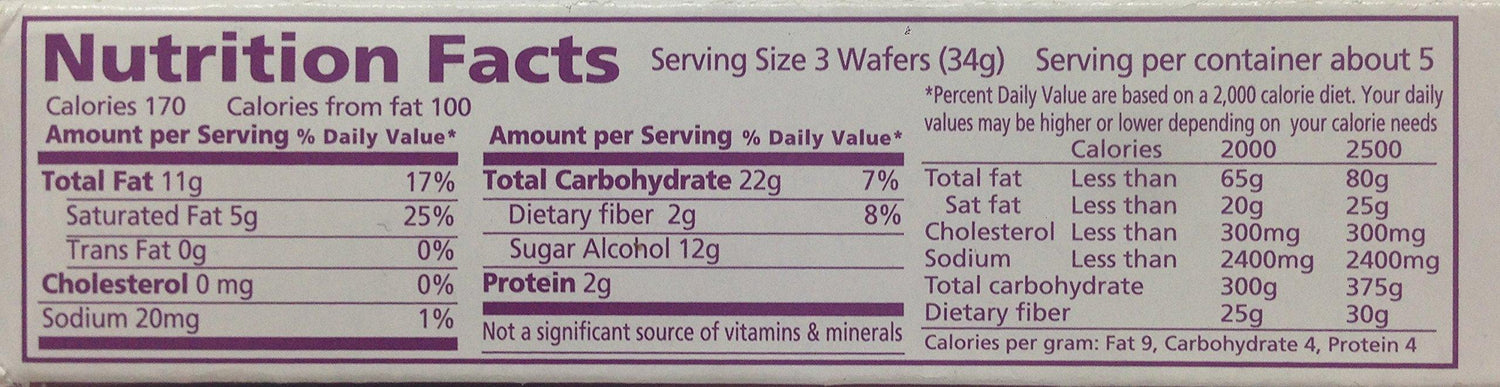 Nutrition Facts Serving Size 3 Wafers (34g) Serving per container about 5
Calories 170 Calories from fat 100
Amount per Serving % Daily Value*
Total Fat 11g 17%
Saturated Fat 5g 25%
Trans Fat 0g 0%
Cholesterol 0 mg 0%
Sodium 20mg 1%
Amount per Serving % Daily Value*
Total Carbohydrate 22g 7%
Dietary fiber 2g 8%
Sugar Alcohol 12g
Protein 2g
Not a significant source of vitamins & minerals
*Percent Daily Value are based on a 2,000 calorie diet. Your daily
values may be higher or lower depending on your calorie needs
Calories 2000 2500
Total fat Less than 65g 80g
Sat fat Less than 20g 25g
Cholesterol Less than 300mg 300mg
Sodium Less than 2400mg 2400mg
Total carbohydrate 300g 375g
Dietary fiber 25g 30g
Calories per gram: Fat 9, Carbohydrate 4, Protein 4